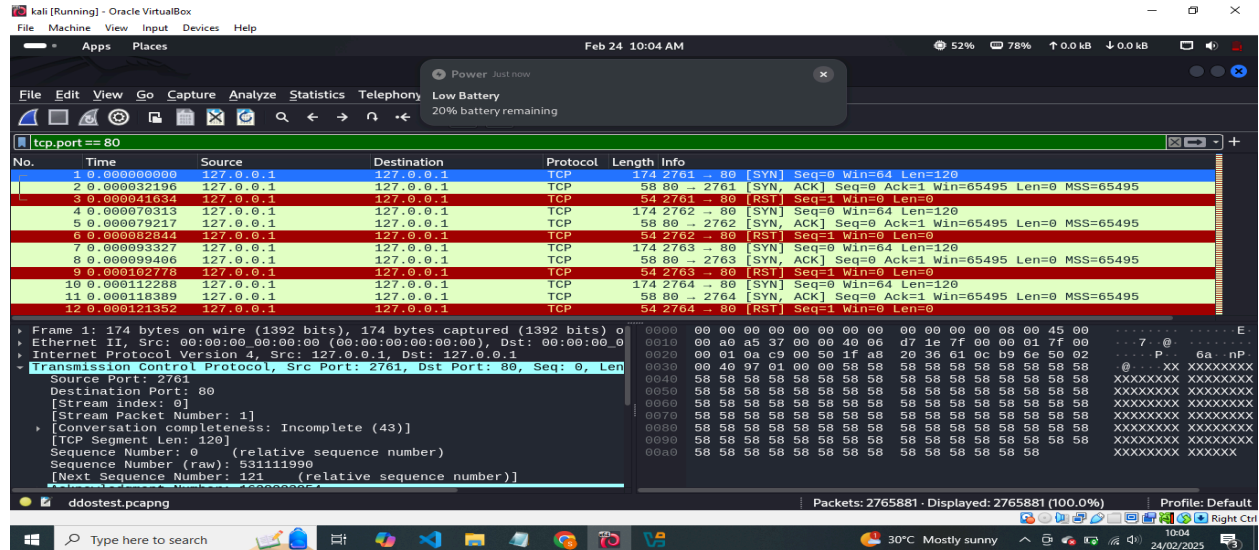 kali [Running] - Oracle VirtualBox
File Machine View Input Devices Help
Apps Places Feb 24 10:04 AM 52% 78% ↑ 0.0 kB ↓ 0.0 kB
Power Just now
Low Battery
20% battery remaining
File Edit View Go Capture Analyze Statistics Telephony
tcp.port == 80
No. Time Source Destination Protocol Length Info
1 0.000000000 127.0.0.1 127.0.0.1 TCP 174 2761 → 80 [SYN] Seq=0 Win=64 Len=120
2 0.000032196 127.0.0.1 127.0.0.1 TCP 58 80 → 2761 [SYN, ACK] Seq=0 Ack=1 Win=65495 Len=0 MSS=65495
3 0.000041634 127.0.0.1 127.0.0.1 TCP 54 2761 → 80 [RST] Seq=1 Win=0 Len=0
4 0.000070313 127.0.0.1 127.0.0.1 TCP 174 2762 → 80 [SYN] Seq=0 Win=64 Len=120
5 0.000079217 127.0.0.1 127.0.0.1 TCP 58 80 → 2762 [SYN, ACK] Seq=0 Ack=1 Win=65495 Len=0 MSS=65495
6 0.000082844 127.0.0.1 127.0.0.1 TCP 54 2762 → 80 [RST] Seq=1 Win=0 Len=0
7 0.000093327 127.0.0.1 127.0.0.1 TCP 174 2763 → 80 [SYN] Seq=0 Win=64 Len=120
8 0.000099406 127.0.0.1 127.0.0.1 TCP 58 80 → 2763 [SYN, ACK] Seq=0 Ack=1 Win=65495 Len=0 MSS=65495
9 0.000102778 127.0.0.1 127.0.0.1 TCP 54 2763 → 80 [RST] Seq=1 Win=0 Len=0
10 0.000112288 127.0.0.1 127.0.0.1 TCP 174 2764 → 80 [SYN] Seq=0 Win=64 Len=120
11 0.000118389 127.0.0.1 127.0.0.1 TCP 58 80 → 2764 [SYN, ACK] Seq=0 Ack=1 Win=65495 Len=0 MSS=65495
12 0.000121352 127.0.0.1 127.0.0.1 TCP 54 2764 → 80 [RST] Seq=1 Win=0 Len=0
Frame 1: 174 bytes on wire (1392 bits), 174 bytes captured (1392 bits) o
Ethernet II, Src: 00:00:00_00:00:00 (00:00:00:00:00:00), Dst: 00:00:00_0
Internet Protocol Version 4, Src: 127.0.0.1, Dst: 127.0.0.1
Transmission Control Protocol, Src Port: 2761, Dst Port: 80, Seq: 0, Len
Source Port: 2761
Destination Port: 80
[Stream index: 0]
[Stream Packet Number: 1]
[Conversation completeness: Incomplete (43)]
[TCP Segment Len: 120]
Sequence Number: 0 (relative sequence number)
Sequence Number (raw): 531111990
[Next Sequence Number: 121 (relative sequence number)]
0000 00 00 00 00 00 00 00 00 00 00 00 00 08 00 45 00 ········ ······E·
0010 00 a0 a5 37 00 00 40 06 d7 1e 7f 00 00 01 7f 00 ···7··@· ········
0020 00 01 0a c9 00 50 1f a8 20 36 61 0c b9 6e 50 02 ·····P·· 6a··nP·
0030 00 40 97 01 00 00 58 58 58 58 58 58 58 58 58 58 ·@····XX XXXXXXXX
0040 58 58 58 58 58 58 58 58 58 58 58 58 58 58 58 58 XXXXXXXX XXXXXXXX
0050 58 58 58 58 58 58 58 58 58 58 58 58 58 58 58 58 XXXXXXXX XXXXXXXX
0060 58 58 58 58 58 58 58 58 58 58 58 58 58 58 58 58 XXXXXXXX XXXXXXXX
0070 58 58 58 58 58 58 58 58 58 58 58 58 58 58 58 58 XXXXXXXX XXXXXXXX
0080 58 58 58 58 58 58 58 58 58 58 58 58 58 58 58 58 XXXXXXXX XXXXXXXX
0090 58 58 58 58 58 58 58 58 58 58 58 58 58 58 58 58 XXXXXXXX XXXXXXXX
00a0 58 58 58 58 58 58 58 58 58 58 58 58 58 58 XXXXXXXX XXXXXX
ddostest.pcapng Packets: 2765881 · Displayed: 2765881 (100.0%) Profile: Default
Right Ctrl
Type here to search 30°C Mostly sunny 10:04
24/02/2025